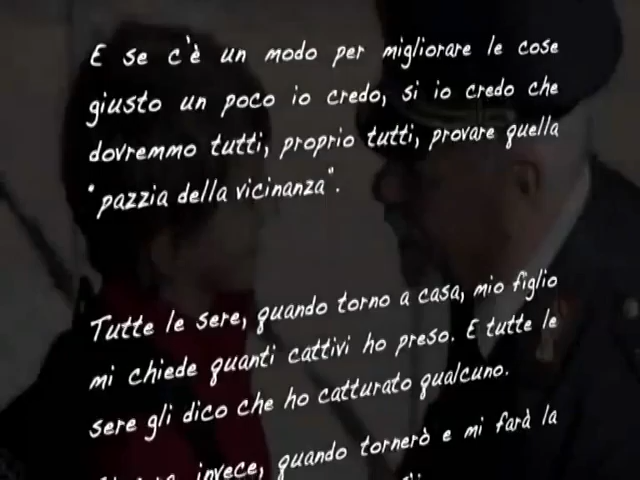 E se c'è un modo per migliorare le cose
giusto un poco io credo, si io credo che
dovremmo tutti, proprio tutti, provare quella
"pazzia della vicinanza".
Tutte le sere, quando torno a casa, mio figlio
mi chiede quanti cattivi ho preso. E tutte le
sere gli dico che ho catturato qualcuno.
invece, quando tornerò e mi farà la